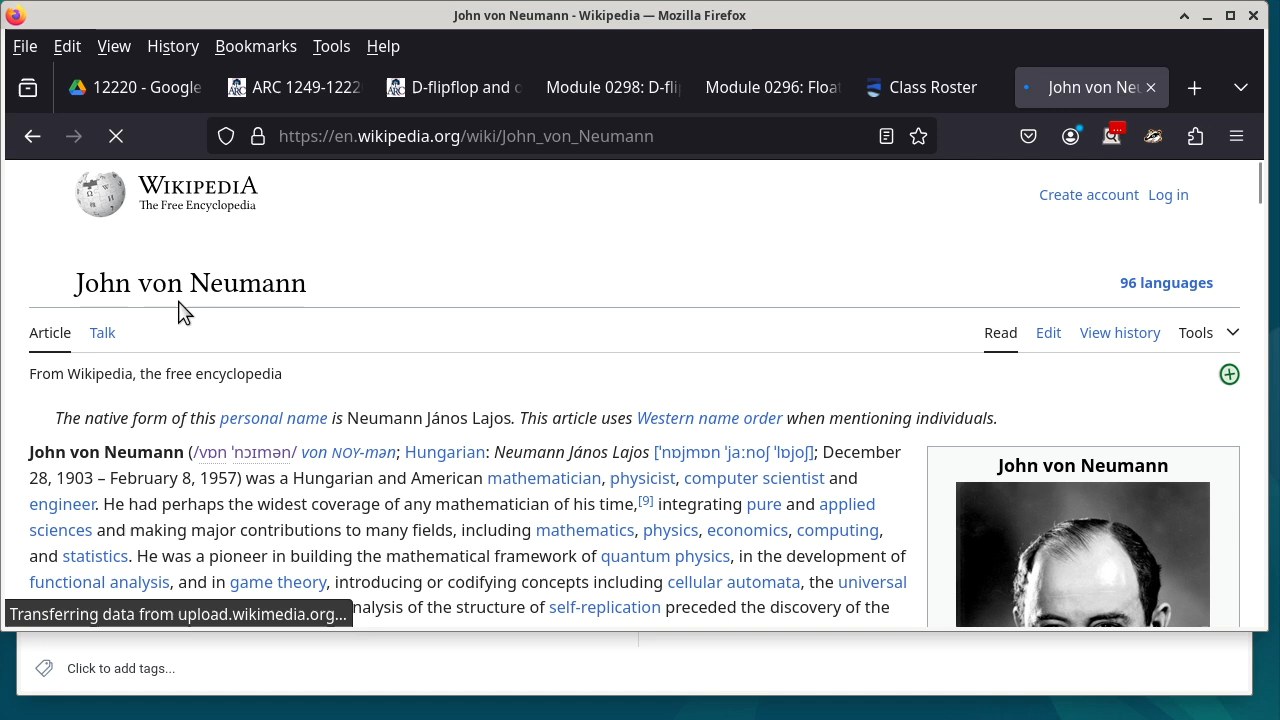 John von Neumann - Wikipedia — Mozilla Firefox
File Edit View History Bookmarks Tools Help
12220 - Google ARC 1249-1222 D-flipflop and c Module 0298: D-fli Module 0296: Floa Class Roster John von Neu
https://en.wikipedia.org/wiki/John_von_Neumann
WIKIPEDIA
The Free Encyclopedia
Create account Log in
John von Neumann
96 languages
Article Talk Read Edit View history Tools
From Wikipedia, the free encyclopedia
The native form of this personal name is Neumann János Lajos. This article uses Western name order when mentioning individuals.
John von Neumann (/vɒn ˈnɔɪmən/ von NOY-mən; Hungarian: Neumann János Lajos [ˈnɒjmɒn ˈjaːnoʃ ˈlɒjoʃ]; December
28, 1903 – February 8, 1957) was a Hungarian and American mathematician, physicist, computer scientist and
engineer. He had perhaps the widest coverage of any mathematician of his time,[9] integrating pure and applied
sciences and making major contributions to many fields, including mathematics, physics, economics, computing,
and statistics. He was a pioneer in building the mathematical framework of quantum physics, in the development of
functional analysis, and in game theory, introducing or codifying concepts including cellular automata, the universal
nalysis of the structure of self-replication preceded the discovery of the
John von Neumann
Transferring data from upload.wikimedia.org...
Click to add tags...